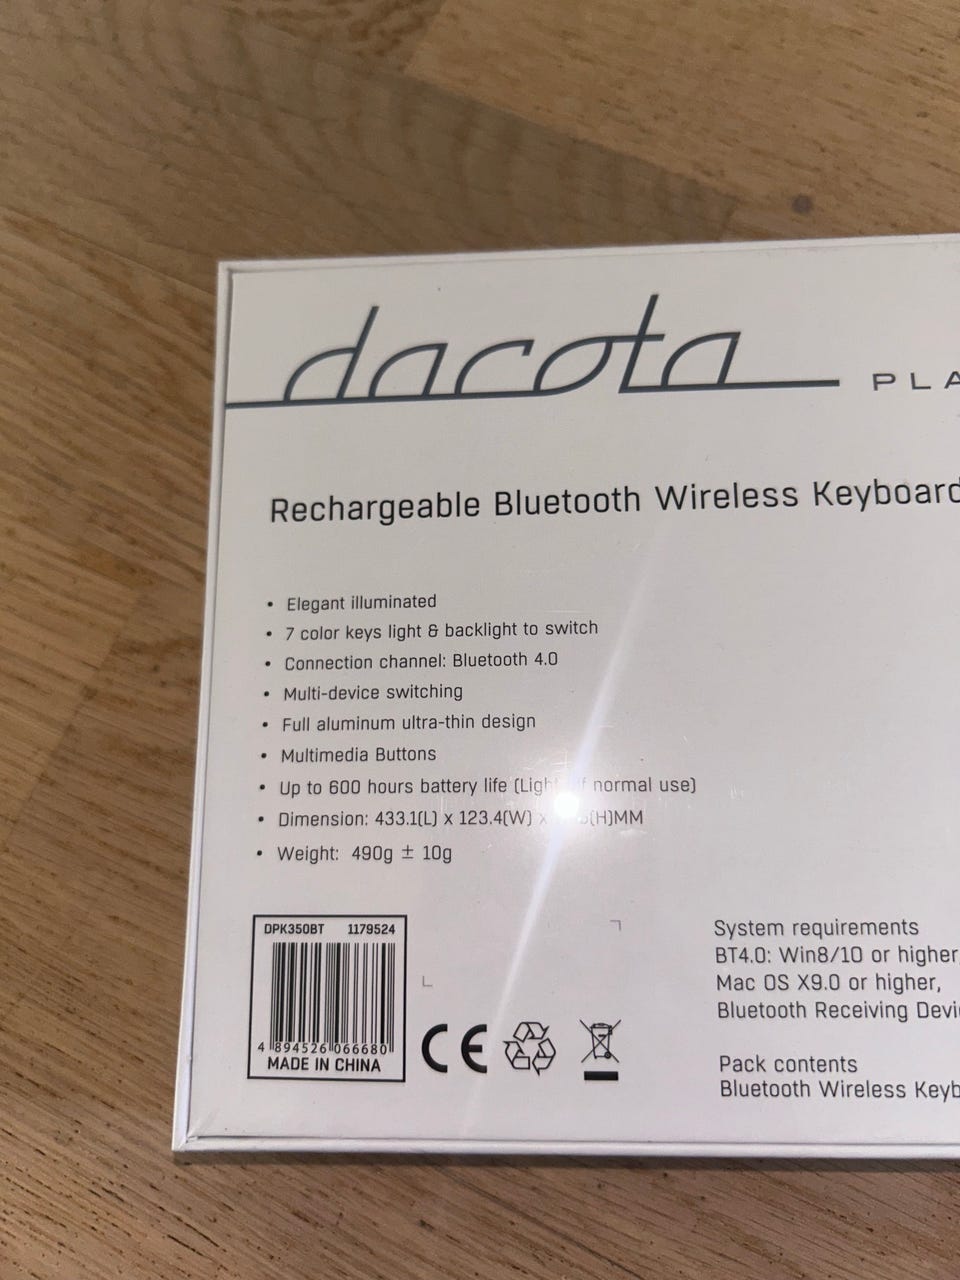 dacota PLA
Rechargeable Bluetooth Wireless Keyboard
• Elegant illuminated
• 7 color keys light & backlight to switch
• Connection channel: Bluetooth 4.0
• Multi-device switching
• Full aluminum ultra-thin design
• Multimedia Buttons
• Up to 600 hours battery life (Light normal use)
• Dimension: 433.1(L) x 123.4(W) x (H)MM
• Weight: 490g ± 10g
DPK350BT 1179524
4 894526 066680
MADE IN CHINA
CE
System requirements
BT4.0: Win8/10 or higher,
Mac OS X9.0 or higher,
Bluetooth Receiving Devi
Pack contents
Bluetooth Wireless Keyb